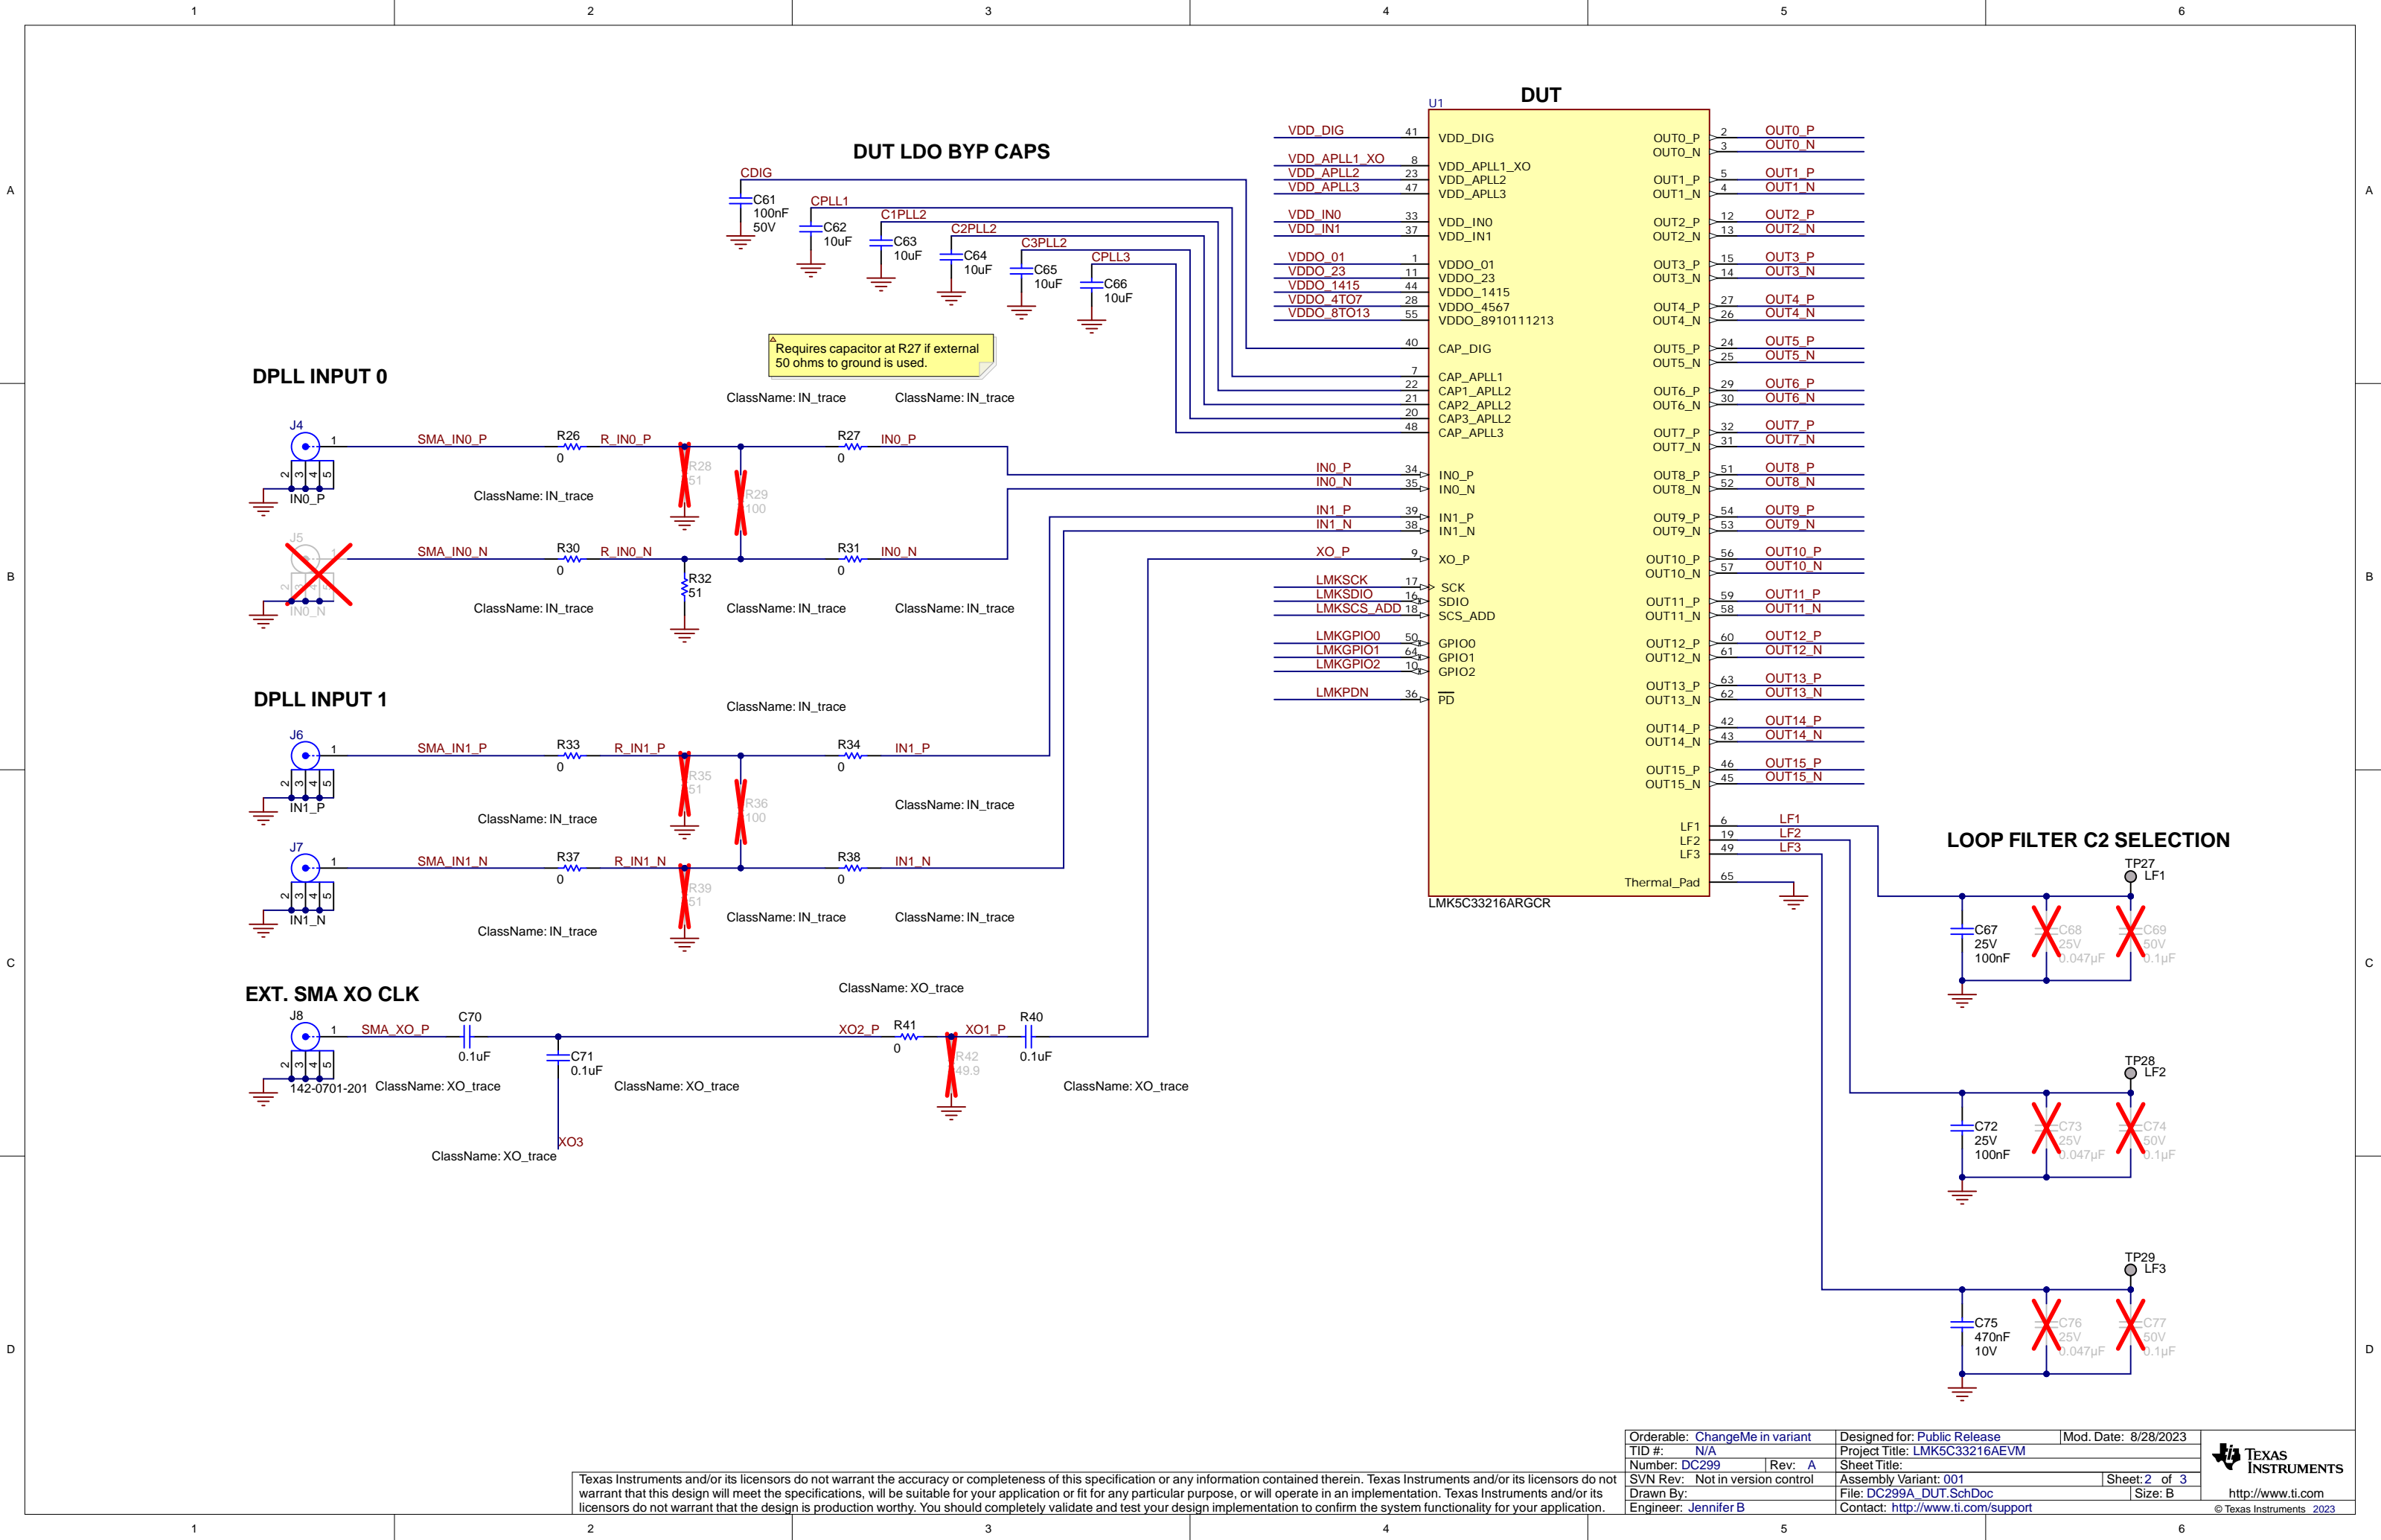 1 2 3 4 5 6
A
B
C
D
A
B
C
D
DUT LDO BYP CAPS
CDIG
C61
100nF
50V
CPLL1
C62
10uF
C1PLL2
C63
10uF
C2PLL2
C64
10uF
C3PLL2
C65
10uF
CPLL3
C66
10uF
Requires capacitor at R27 if external
50 ohms to ground is used.
DPLL INPUT 0
ClassName: IN_trace ClassName: IN_trace
J4
1 SMA_IN0_P R26 R_IN0_P R27 IN0_P
0 0
2 3 4 5
IN0_P
ClassName: IN_trace
R28
51
R29
100
J5
1 SMA_IN0_N R30 R_IN0_N R31 IN0_N
0 0
2 3 4 5
IN0_N
R32
51
ClassName: IN_trace ClassName: IN_trace ClassName: IN_trace
DPLL INPUT 1
ClassName: IN_trace
J6
1 SMA_IN1_P R33 R_IN1_P R34 IN1_P
0 0
2 3 4 5
IN1_P
R35
51
R36
100
ClassName: IN_trace ClassName: IN_trace
J7
1 SMA_IN1_N R37 R_IN1_N R38 IN1_N
0 0
2 3 4 5
IN1_N
R39
51
ClassName: IN_trace ClassName: IN_trace
ClassName: IN_trace
EXT. SMA XO CLK
ClassName: XO_trace
J8
1 SMA_XO_P C70 XO2_P R41 XO1_P R40
0.1uF 0 0.1uF
2 3 4 5
142-0701-201
C71
0.1uF
R42
49.9
ClassName: XO_trace ClassName: XO_trace ClassName: XO_trace
XO3
ClassName: XO_trace
DUT
U1
VDD_DIG 41 VDD_DIG
VDD_APLL1_XO 8 VDD_APLL1_XO
VDD_APLL2 23 VDD_APLL2
VDD_APLL3 47 VDD_APLL3
VDD_IN0 33 VDD_IN0
VDD_IN1 37 VDD_IN1
VDDO_01 1 VDDO_01
VDDO_23 11 VDDO_23
VDDO_1415 44 VDDO_1415
VDDO_4TO7 28 VDDO_4567
VDDO_8TO13 55 VDDO_8910111213
40 CAP_DIG
7 CAP_APLL1
22 CAP1_APLL2
21 CAP2_APLL2
20 CAP3_APLL2
48 CAP_APLL3
IN0_P 34 IN0_P
IN0_N 35 IN0_N
IN1_P 39 IN1_P
IN1_N 38 IN1_N
XO_P 9 XO_P
LMKSCK 17 SCK
LMKSDIO 16 SDIO
LMKSCS_ADD 18 SCS_ADD
LMKGPIO0 50 GPIO0
LMKGPIO1 64 GPIO1
LMKGPIO2 10 GPIO2
LMKPDN 36 PD
OUT0_P 2 OUT0_P
OUT0_N 3 OUT0_N
OUT1_P 5 OUT1_P
OUT1_N 4 OUT1_N
OUT2_P 12 OUT2_P
OUT2_N 13 OUT2_N
OUT3_P 15 OUT3_P
OUT3_N 14 OUT3_N
OUT4_P 27 OUT4_P
OUT4_N 26 OUT4_N
OUT5_P 24 OUT5_P
OUT5_N 25 OUT5_N
OUT6_P 29 OUT6_P
OUT6_N 30 OUT6_N
OUT7_P 32 OUT7_P
OUT7_N 31 OUT7_N
OUT8_P 51 OUT8_P
OUT8_N 52 OUT8_N
OUT9_P 54 OUT9_P
OUT9_N 53 OUT9_N
OUT10_P 56 OUT10_P
OUT10_N 57 OUT10_N
OUT11_P 59 OUT11_P
OUT11_N 58 OUT11_N
OUT12_P 60 OUT12_P
OUT12_N 61 OUT12_N
OUT13_P 63 OUT13_P
OUT13_N 62 OUT13_N
OUT14_P 42 OUT14_P
OUT14_N 43 OUT14_N
OUT15_P 46 OUT15_P
OUT15_N 45 OUT15_N
LF1 6 LF1
LF2 19 LF2
LF3 49 LF3
Thermal_Pad 65
LMK5C33216ARGCR
LOOP FILTER C2 SELECTION
TP27
LF1
C67 C68 C69
25V 25V 50V
100nF 0.047µF 0.1µF
TP28
LF2
C72 C73 C74
25V 25V 50V
100nF 0.047µF 0.1µF
TP29
LF3
C75 C76 C77
470nF 25V 50V
10V 0.047µF 0.1µF
Texas Instruments and/or its licensors do not warrant the accuracy or completeness of this specification or any information contained therein. Texas Instruments and/or its licensors do not
warrant that this design will meet the specifications, will be suitable for your application or fit for any particular purpose, or will operate in an implementation. Texas Instruments and/or its
licensors do not warrant that the design is production worthy. You should completely validate and test your design implementation to confirm the system functionality for your application.
Orderable: ChangeMe in variant Designed for: Public Release Mod. Date: 8/28/2023
TID #: N/A Project Title: LMK5C33216AEVM
Number: DC299 Rev: A Sheet Title:
SVN Rev: Not in version control Assembly Variant: 001 Sheet: 2 of 3
Drawn By: File: DC299A_DUT.SchDoc Size: B
Engineer: Jennifer B Contact: http://www.ti.com/support
TEXAS
INSTRUMENTS
http://www.ti.com
© Texas Instruments 2023
1 2 3 4 5 6